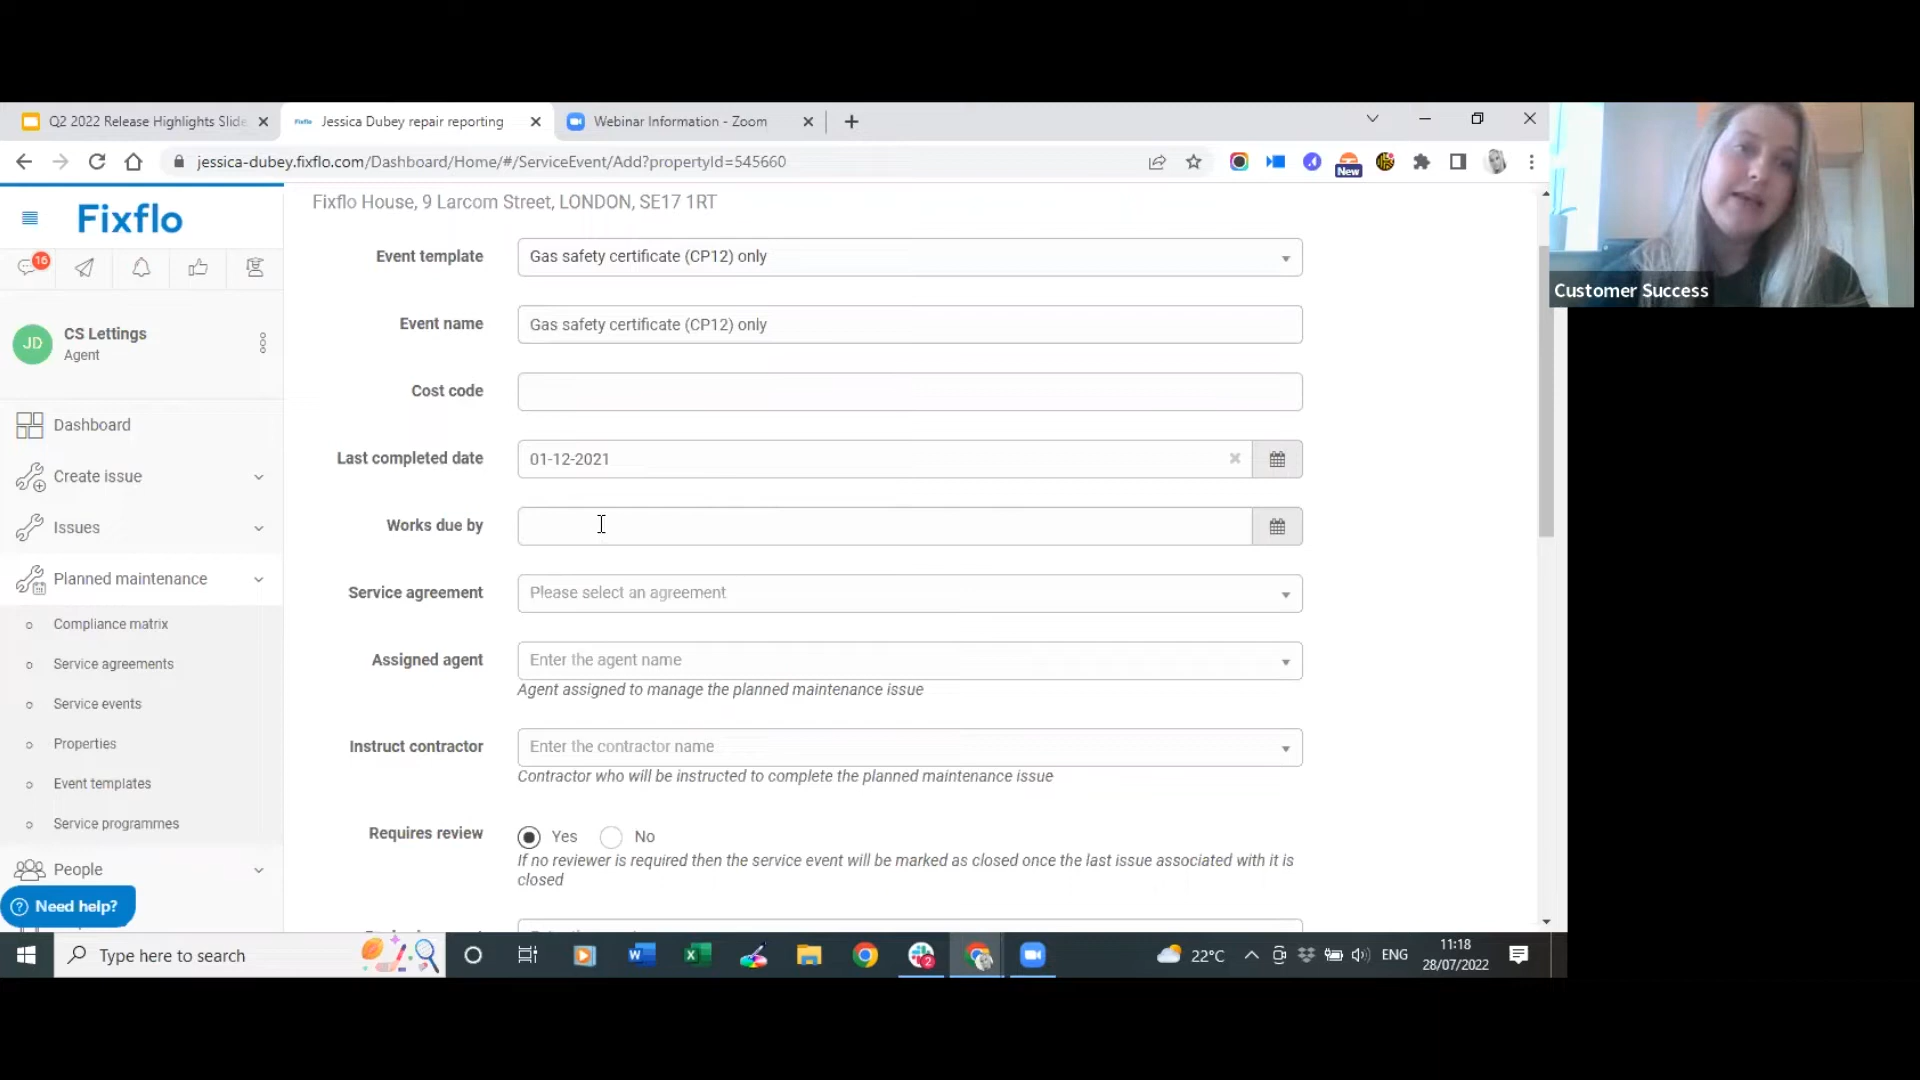 Q2 2022 Release Highlights Slide
Fixflo
Jessica Dubey repair reporting
Webinar Information - Zoom
jessica-dubey.fixflo.com/Dashboard/Home/#/ServiceEvent/Add?propertyId=545660
New
Customer Success
Fixflo
16
JD
CS Lettings
Agent
Dashboard
Create issue
Issues
Planned maintenance
Compliance matrix
Service agreements
Service events
Properties
Event templates
Service programmes
People
Need help?
Fixflo House, 9 Larcom Street, LONDON, SE17 1RT
Event template
Gas safety certificate (CP12) only
Event name
Gas safety certificate (CP12) only
Cost code
Last completed date
01-12-2021
Works due by
Service agreement
Please select an agreement
Assigned agent
Enter the agent name
Agent assigned to manage the planned maintenance issue
Instruct contractor
Enter the contractor name
Contractor who will be instructed to complete the planned maintenance issue
Requires review
Yes
No
If no reviewer is required then the service event will be marked as closed once the last issue associated with it is
closed
Type here to search
2
22°C
ENG
11:18
28/07/2022